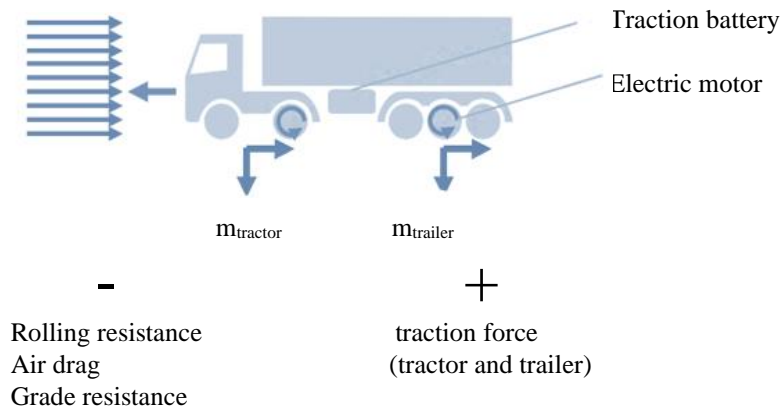 Traction battery
Electric motor
mtractor
mtrailer
-
+
Rolling resistance
Air drag
Grade resistance
traction force
(tractor and trailer)